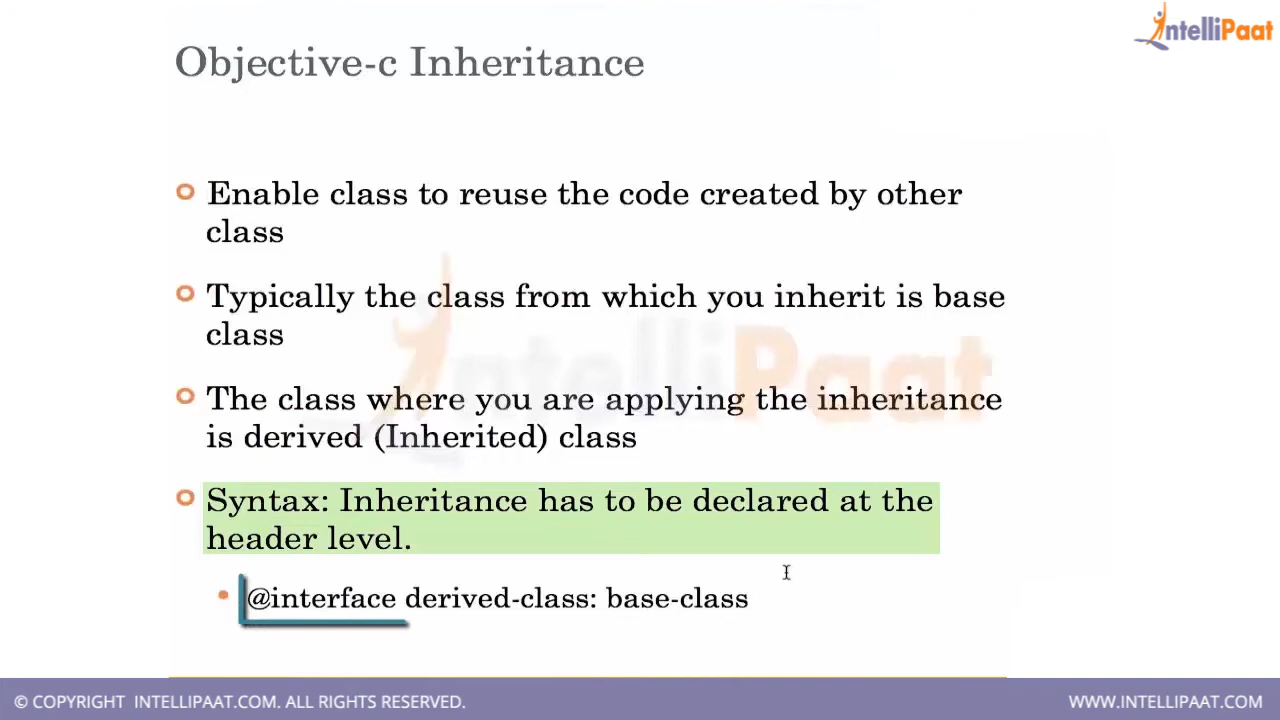 IntelliPaat
Objective-c Inheritance
Enable class to reuse the code created by other
class
Typically the class from which you inherit is base
class
The class where you are applying the inheritance
is derived (Inherited) class
Syntax: Inheritance has to be declared at the
header level.
@interface derived-class: base-class
IntelliPaat
© COPYRIGHT INTELLIPAAT.COM. ALL RIGHTS RESERVED.
WWW.INTELLIPAAT.COM